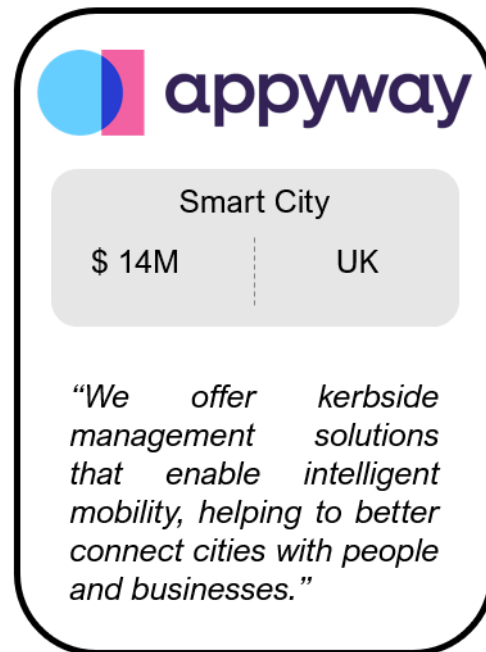 appyway
Smart City
$ 14M
UK
“We offer kerbside
management solutions
that enable intelligent
mobility, helping to better
connect cities with people
and businesses.”